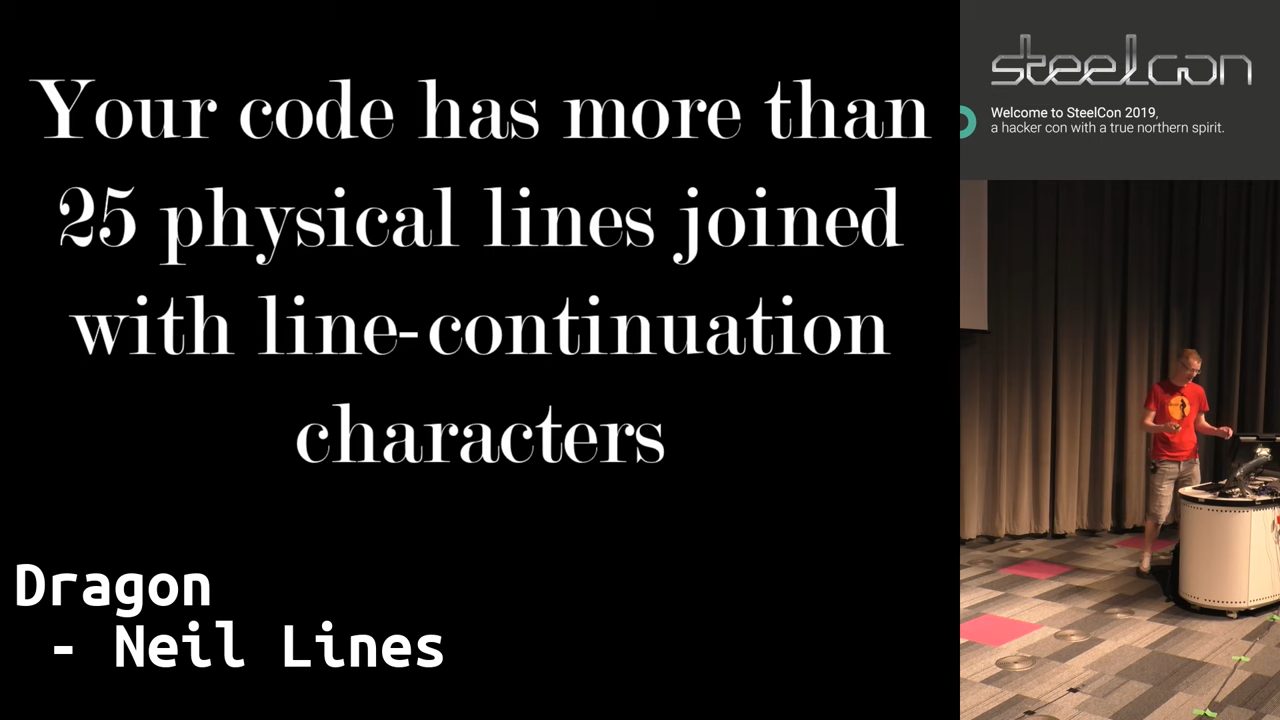 Your code has more than
25 physical lines joined
with line-continuation
characters
Dragon
- Neil Lines
steelcon
Welcome to SteelCon 2019,
a hacker con with a true northern spirit.